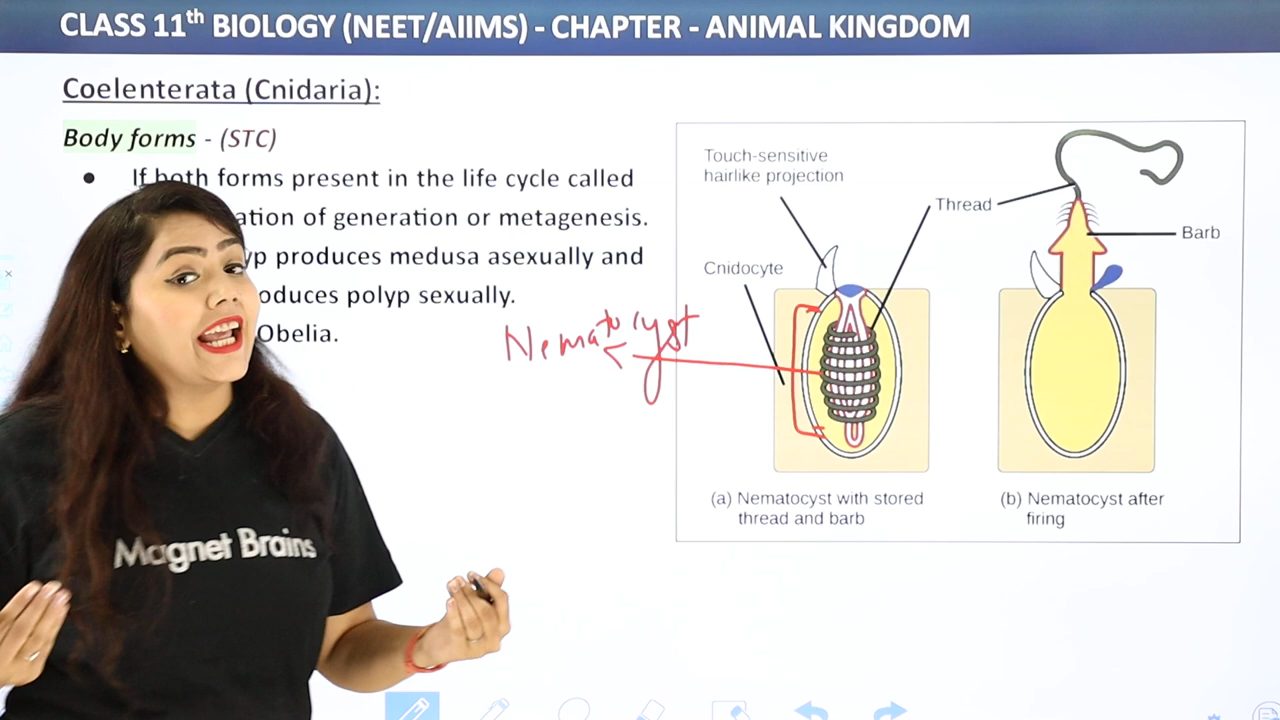 CLASS 11th BIOLOGY (NEET/AIIMS) - CHAPTER - ANIMAL KINGDOM
Coelenterata (Cnidaria):
Body forms - (STC)
• If both forms present in the life cycle called
ation of generation or metagenesis.
yp produces medusa asexually and
oduces polyp sexually.
Obelia.
Nematocyst
Touch-sensitive
hairlike projection
Cnidocyte
Thread
Barb
(a) Nematocyst with stored
thread and barb
(b) Nematocyst after
firing
Magnet Brains